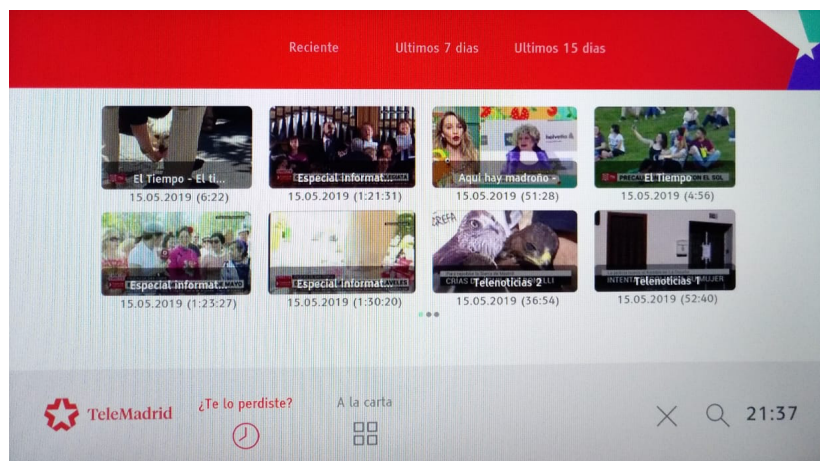 Reciente Ultimos 7 dias Ultimos 15 dias
El Tiempo - El ti... Especial informat... Aqui hay madroño - El Tiempo
15.05.2019 (6:22) 15.05.2019 (1:21:31) 15.05.2019 (51:28) 15.05.2019 (4:56)
Especial informat... Especial informat... Telenoticias 2 Telenoticias 1
15.05.2019 (1:23:27) 15.05.2019 (1:30:20) 15.05.2019 (36:54) 15.05.2019 (52:40)
TeleMadrid ¿Te lo perdiste? A la carta 21:37